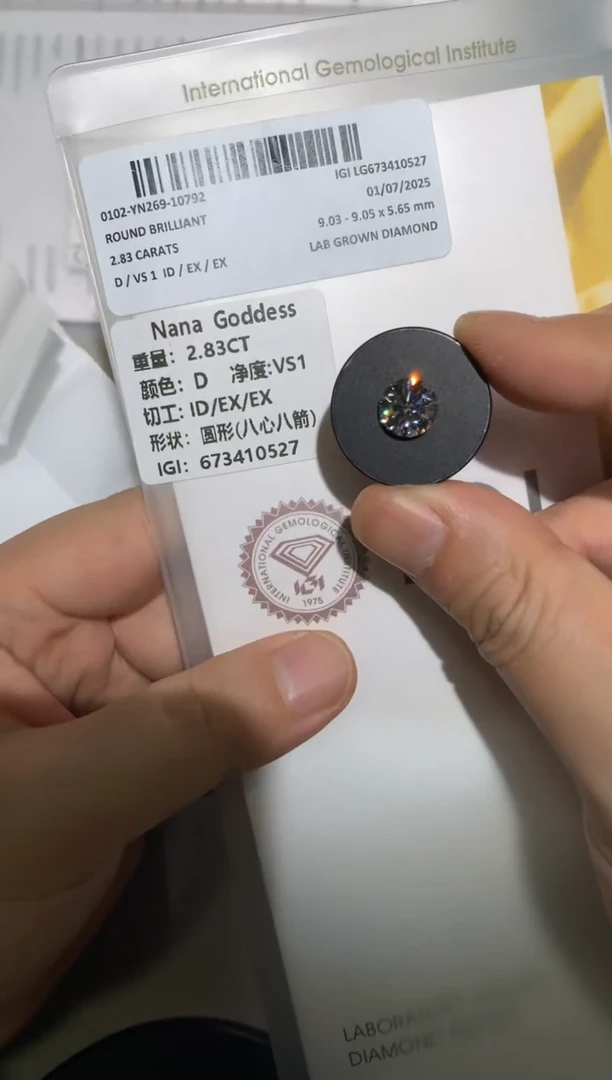 International Gemological Institute
0102-YN269-10792
IGI LG673410527
ROUND BRILLIANT
01/07/2025
2.83 CARATS
9.03 - 9.05 x 5.65 mm
D / VS 1 ID / EX / EX
LAB GROWN DIAMOND
Nana Goddess
重量: 2.83CT
颜色: D 净度:VS1
切工: ID/EX/EX
形状: 圆形(八心八箭)
IGI: 673410527
INTERNATIONAL GEMOLOGICAL INSTITUTE
IGI
1975
DIAMOND